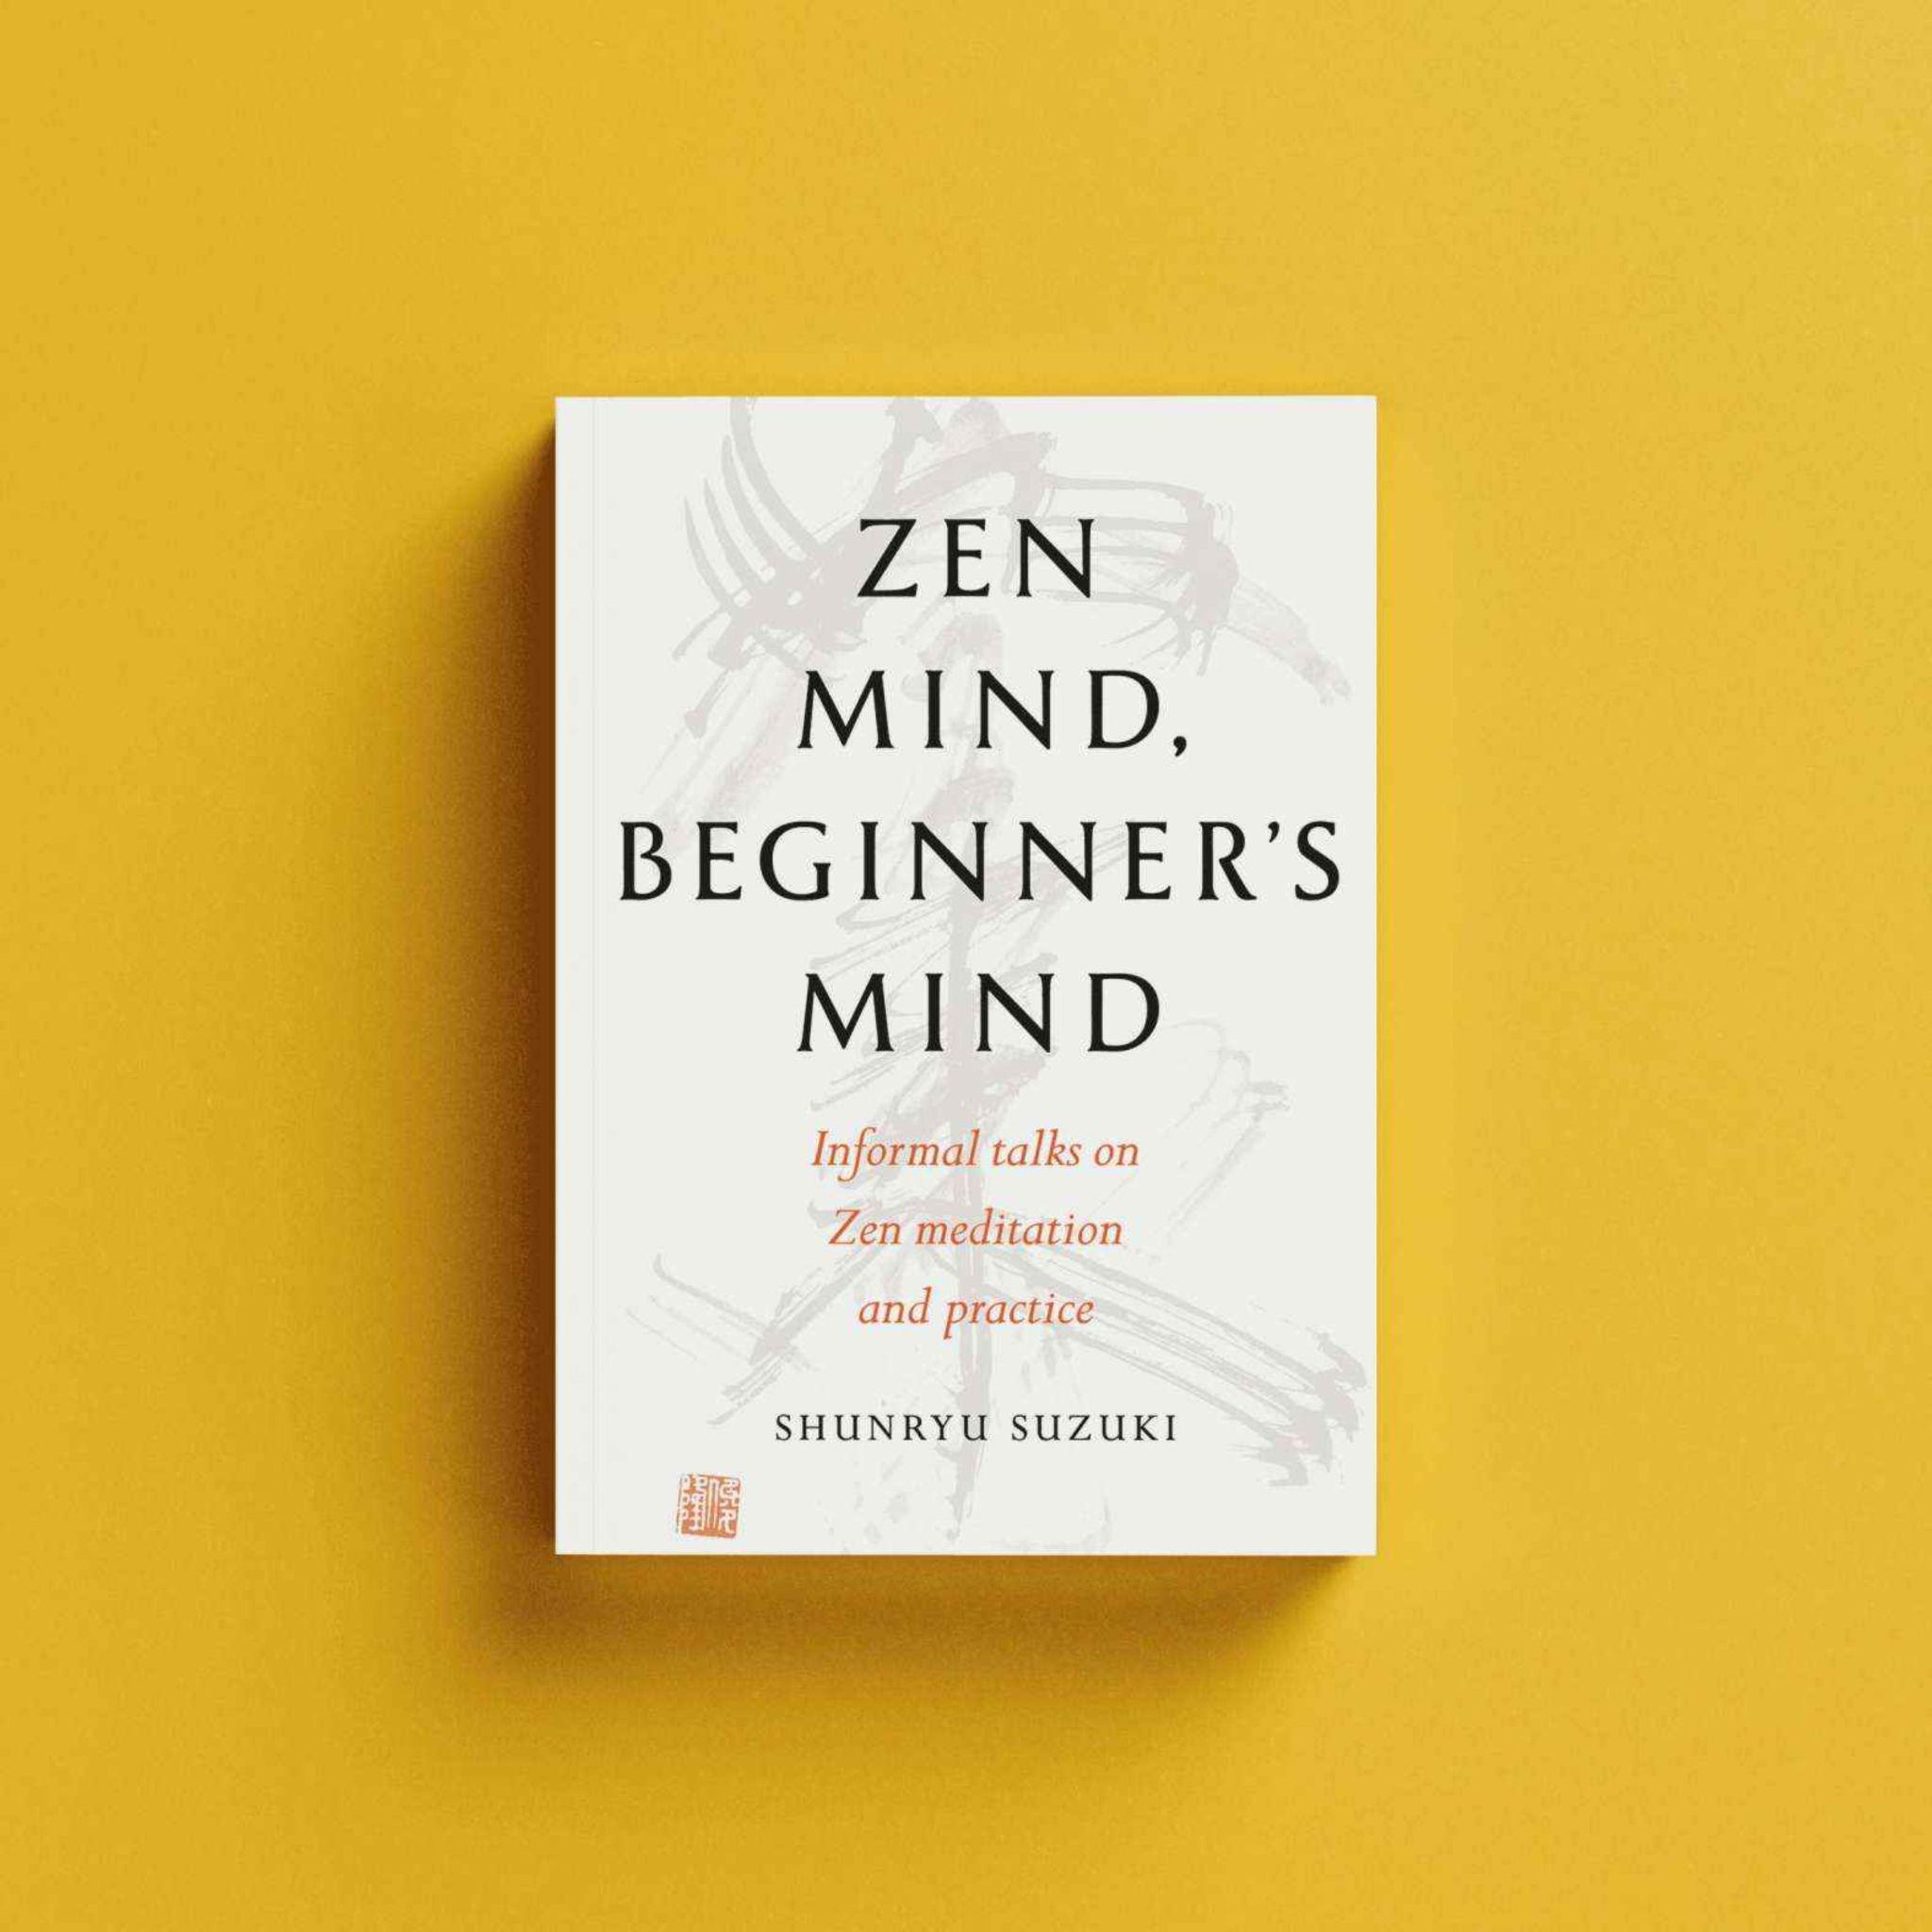 ZEN
MIND,
BEGINNER'S
MIND
Informal talks on
Zen meditation
and practice
SHUNRYU SUZUKI